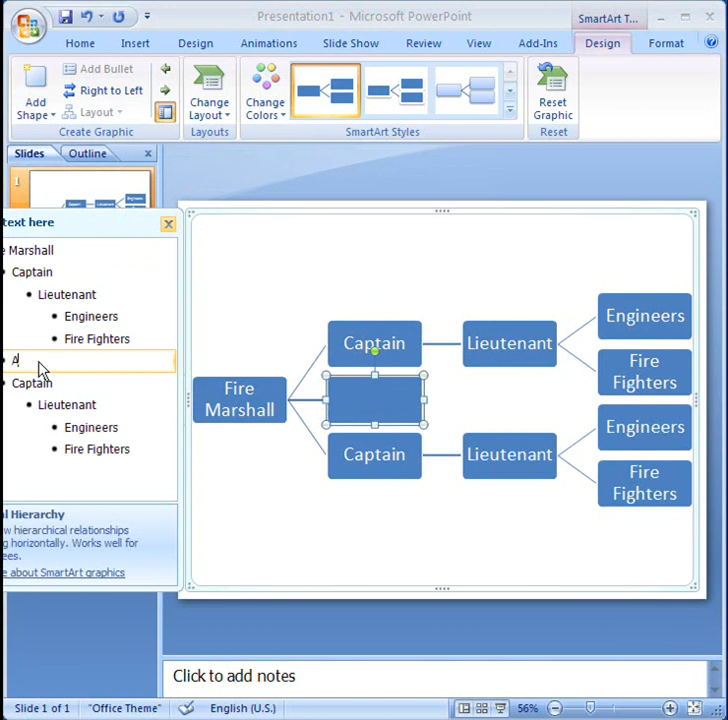 Presentation1 - Microsoft PowerPoint
SmartArt T...
Home Insert Design Slide Show Animations Review View Add-Ins Design Format
Add Shape
Add Bullet
Right to Left
Layout
Create Graphic
Change Layout
Layouts
Change Colors
SmartArt Styles
Reset Graphic
Reset
Slides Outline
1
text here
e Marshall
Captain
Lieutenant
Engineers
Fire Fighters
A
Captain
Lieutenant
Engineers
Fire Fighters
al Hierarchy
w hierarchical relationships
g horizontally. Works well for
ees.
e about SmartArt graphics
Fire
Marshall
Captain
Lieutenant
Engineers
Fire
Fighters
Captain
Lieutenant
Engineers
Fire
Fighters
Click to add notes
Slide 1 of 1 "Office Theme" English (U.S.) 56%